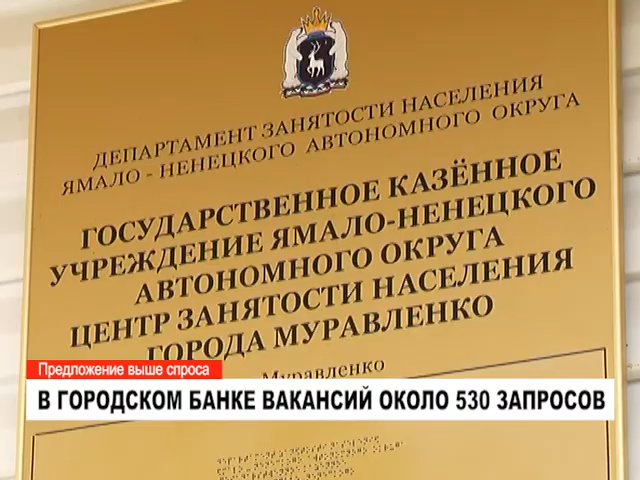 ДЕПАРТАМЕНТ ЗАНЯТОСТИ НАСЕЛЕНИЯ
ЯМАЛО - НЕНЕЦКОГО АВТОНОМНОГО ОКРУГА
ГОСУДАРСТВЕННОЕ КАЗЁННОЕ
УЧРЕЖДЕНИЕ ЯМАЛО-НЕНЕЦКОГО
АВТОНОМНОГО ОКРУГА
ЦЕНТР ЗАНЯТОСТИ НАСЕЛЕНИЯ
ГОРОДА МУРАВЛЕНКО
Муравленко
Предложение выше спроса
В ГОРОДСКОМ БАНКЕ ВАКАНСИЙ ОКОЛО 530 ЗАПРОСОВ